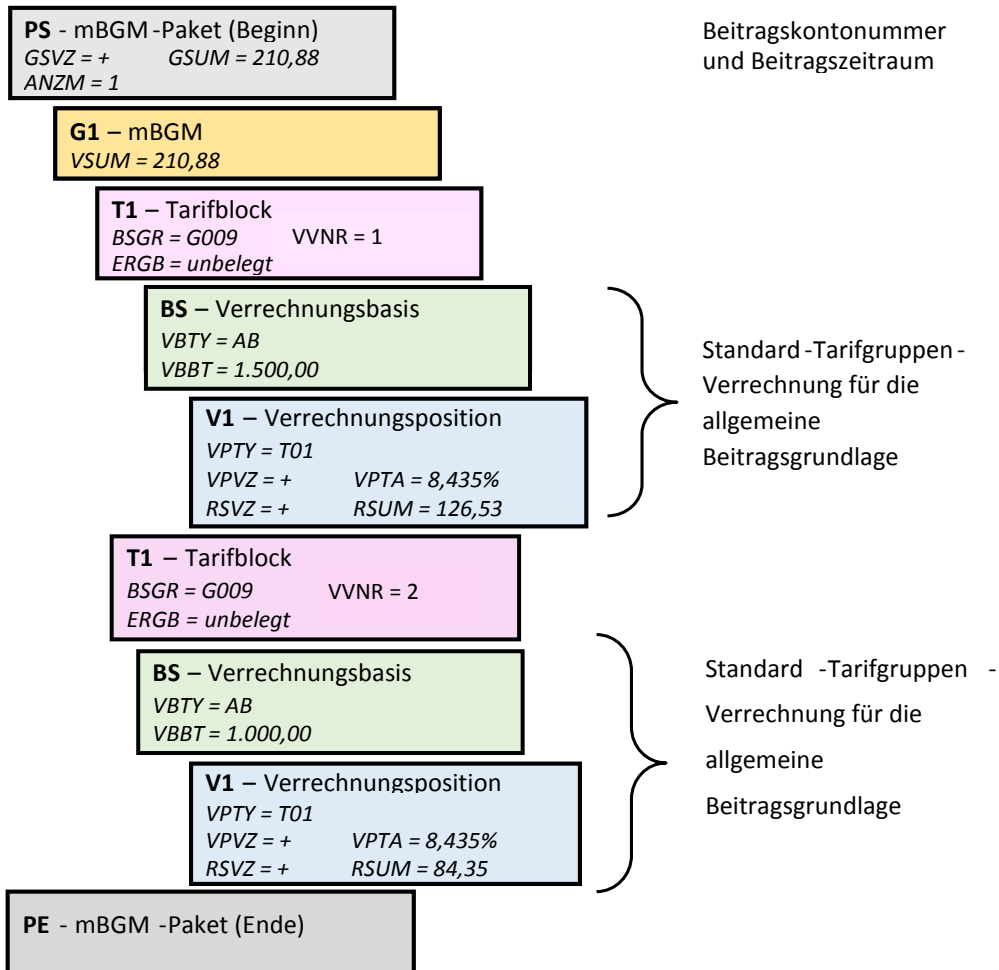 PS - mBGM -Paket (Beginn)
GSVZ = + GSUM = 210,88
ANZM = 1
Beitragskontonummer
und Beitragszeitraum
G1 – mBGM
VSUM = 210,88
T1 – Tarifblock
BSGR = G009 VVNR = 1
ERGB = unbelegt
BS – Verrechnungsbasis
VBTY = AB
VBBT = 1.500,00
V1 – Verrechnungsposition
VPTY = T01
VPVZ = + VPTA = 8,435%
RSVZ = + RSUM = 126,53
Standard -Tarifgruppen -
Verrechnung für die
allgemeine
Beitragsgrundlage
T1 – Tarifblock
BSGR = G009 VVNR = 2
ERGB = unbelegt
BS – Verrechnungsbasis
VBTY = AB
VBBT = 1.000,00
V1 – Verrechnungsposition
VPTY = T01
VPVZ = + VPTA = 8,435%
RSVZ = + RSUM = 84,35
Standard -Tarifgruppen -
Verrechnung für die
allgemeine
Beitragsgrundlage
PE - mBGM -Paket (Ende)